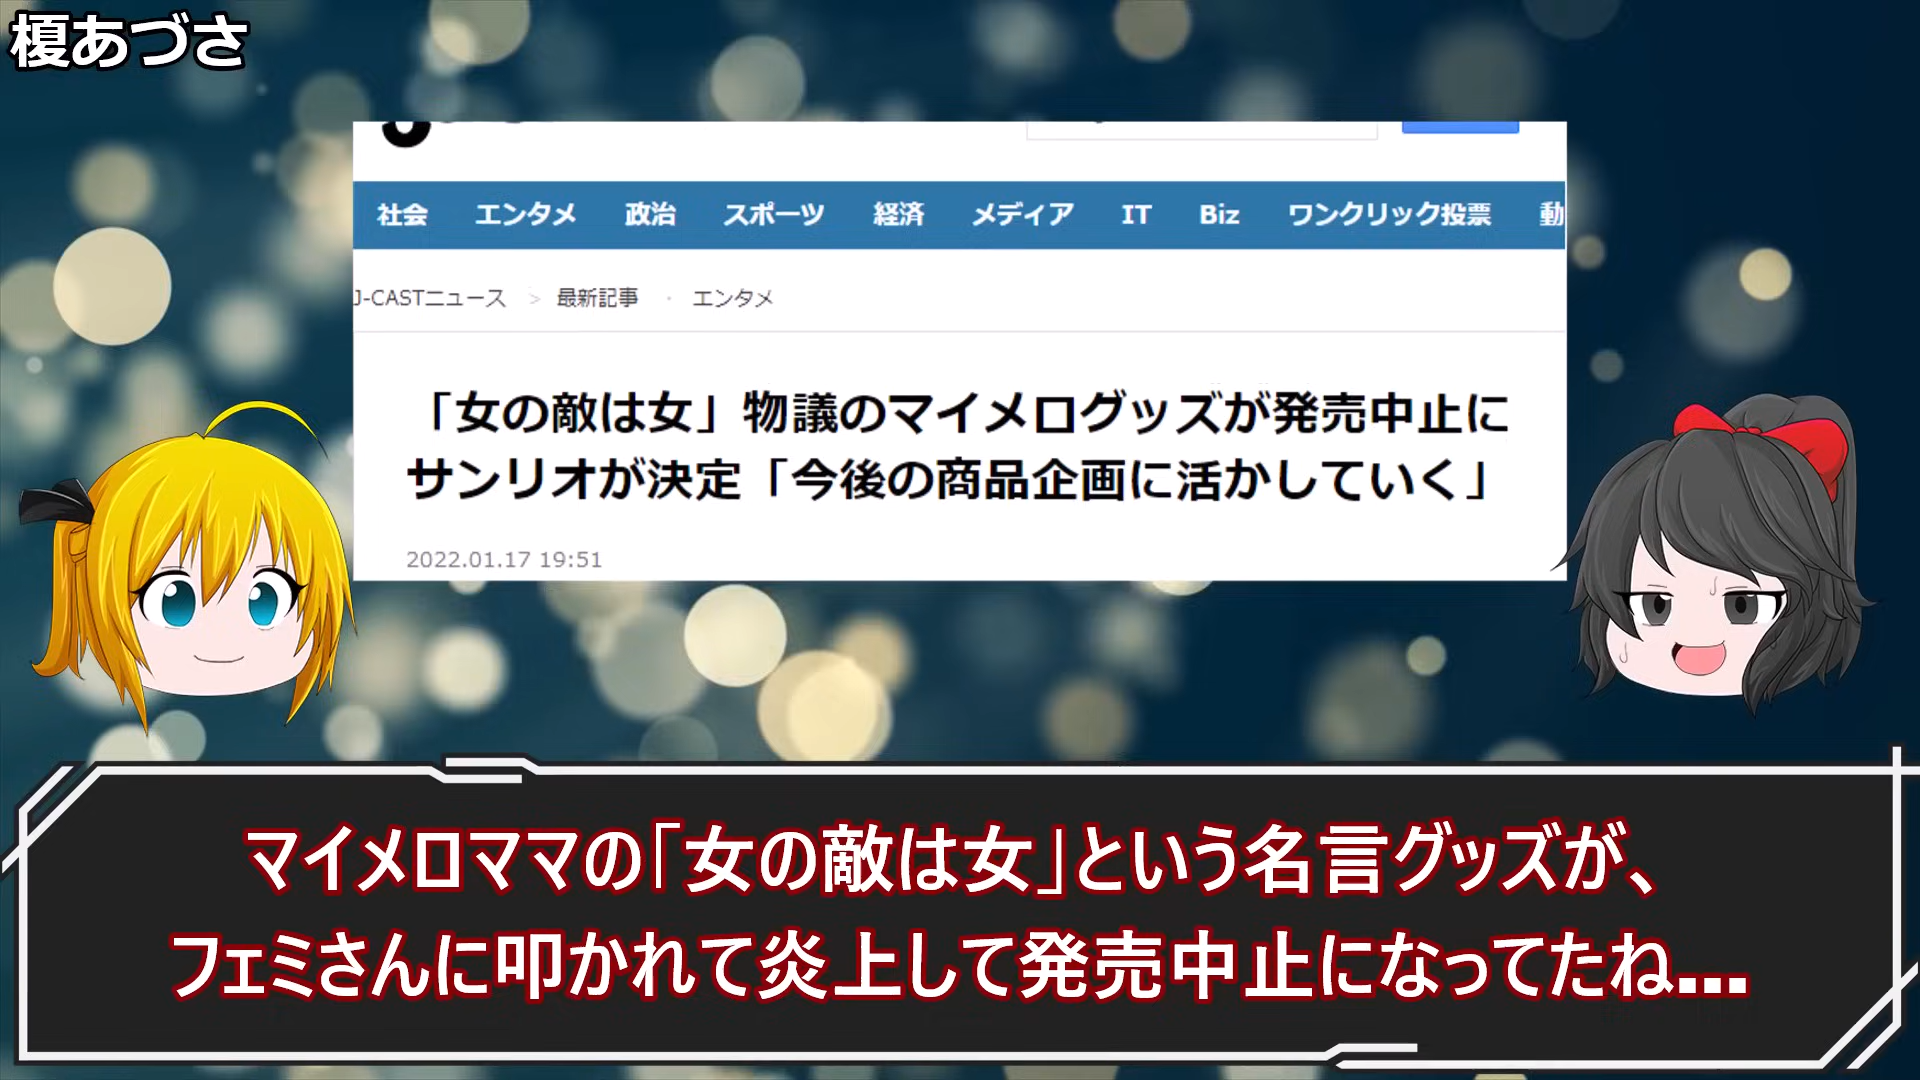 榎あづさ
社会 エンタメ 政治 スポーツ 経済 メディア IT Biz ワンクリック投票 動
J-CASTニュース > 最新記事 ・ エンタメ
「女の敵は女」物議のマイメログッズが発売中止に
サンリオが決定「今後の商品企画に活かしていく」
2022.01.17 19:51
マイメロママの「女の敵は女」という名言グッズが、
フェミさんに叩かれて炎上して発売中止になってたね...